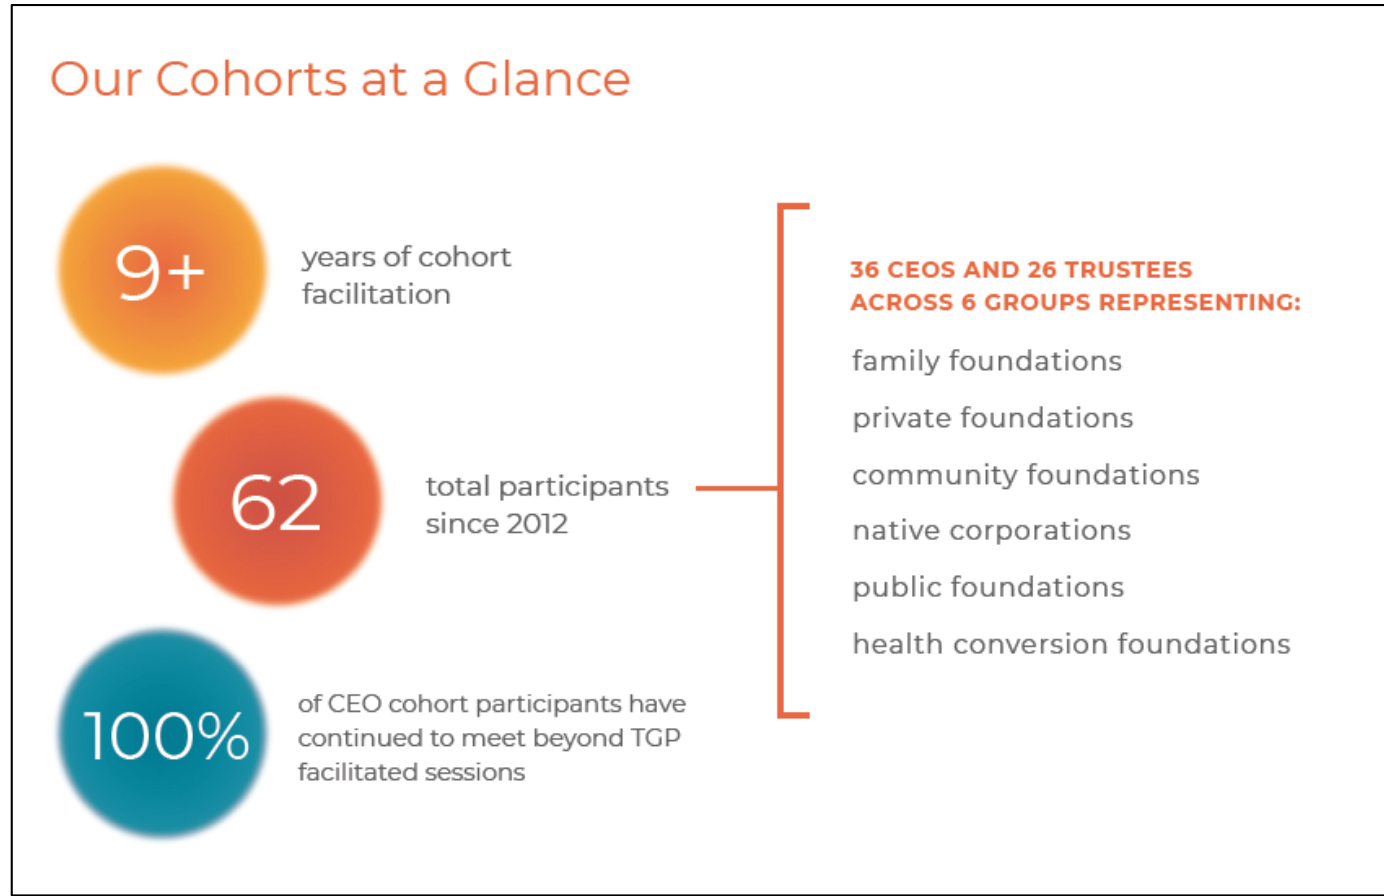 Our Cohorts at a Glance
9+
years of cohort
facilitation
62
total participants
since 2012
100%
of CEO cohort participants have
continued to meet beyond TGP
facilitated sessions
36 CEOS AND 26 TRUSTEES
ACROSS 6 GROUPS REPRESENTING:
family foundations
private foundations
community foundations
native corporations
public foundations
health conversion foundations